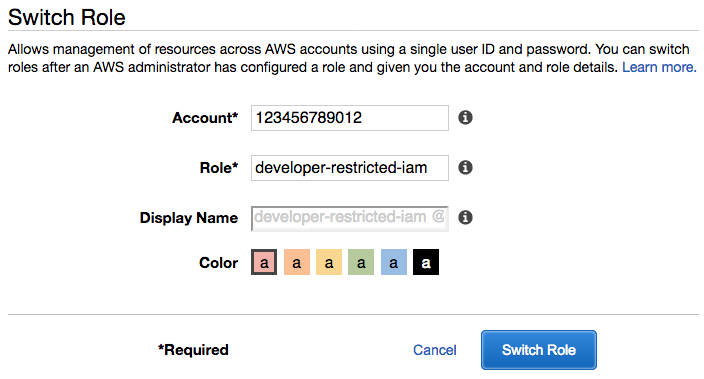 Switch Role
Allows management of resources across AWS accounts using a single user ID and password. You can switch
roles after an AWS administrator has configured a role and given you the account and role details. Learn more.
Account* 123456789012
Role* developer-restricted-iam
Display Name developer-restricted-iam @
Color a a a a a a
*Required Cancel Switch Role